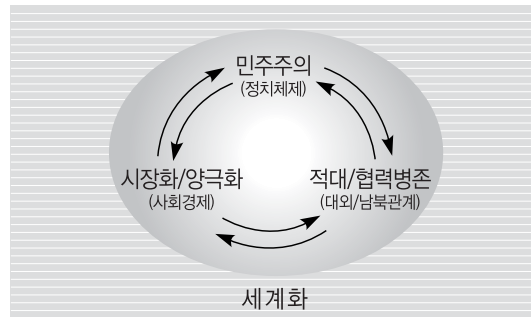 민주주의
(정치체제)
시장화/양극화
(사회경제)
적대/협력병존
(대외/남북관계)
세계화